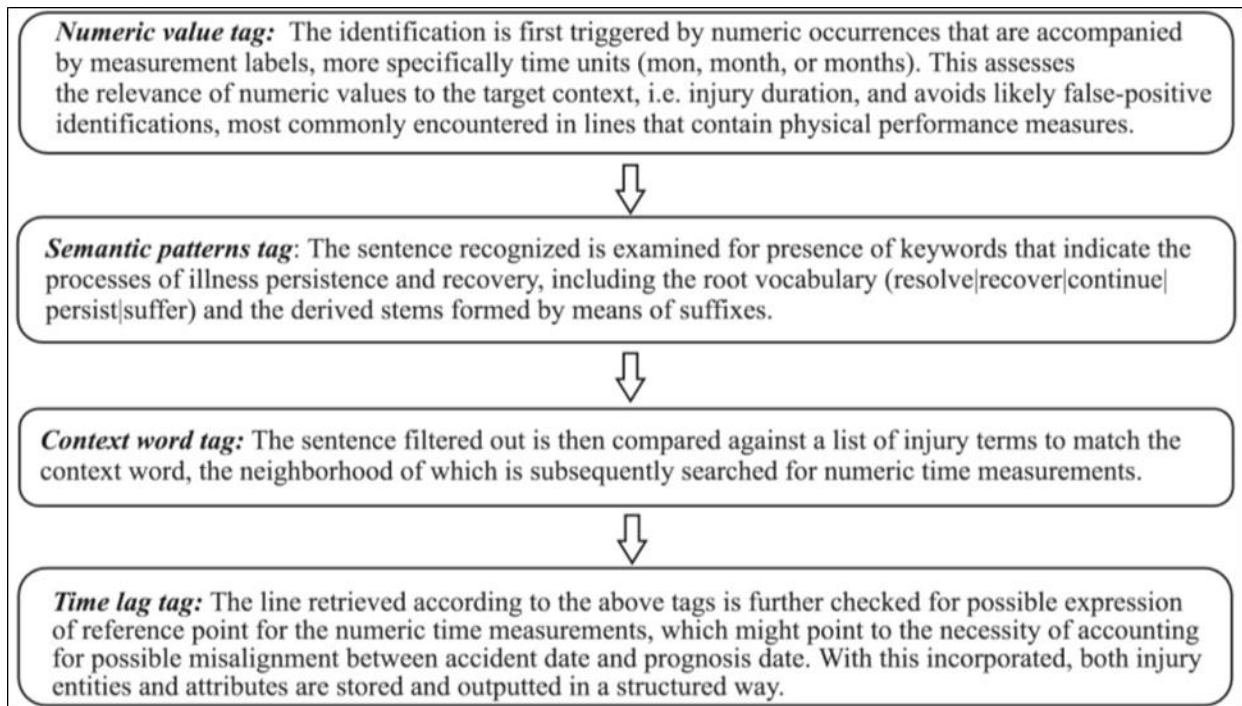 Numeric value tag: The identification is first triggered by numeric occurrences that are accompanied
by measurement labels, more specifically time units (mon, month, or months). This assesses
the relevance of numeric values to the target context, i.e. injury duration, and avoids likely false-positive
identifications, most commonly encountered in lines that contain physical performance measures.
Semantic patterns tag: The sentence recognized is examined for presence of keywords that indicate the
processes of illness persistence and recovery, including the root vocabulary (resolve|recover|continue|
persist|suffer) and the derived stems formed by means of suffixes.
Context word tag: The sentence filtered out is then compared against a list of injury terms to match the
context word, the neighborhood of which is subsequently searched for numeric time measurements.
Time lag tag: The line retrieved according to the above tags is further checked for possible expression
of reference point for the numeric time measurements, which might point to the necessity of accounting
for possible misalignment between accident date and prognosis date. With this incorporated, both injury
entities and attributes are stored and outputted in a structured way.